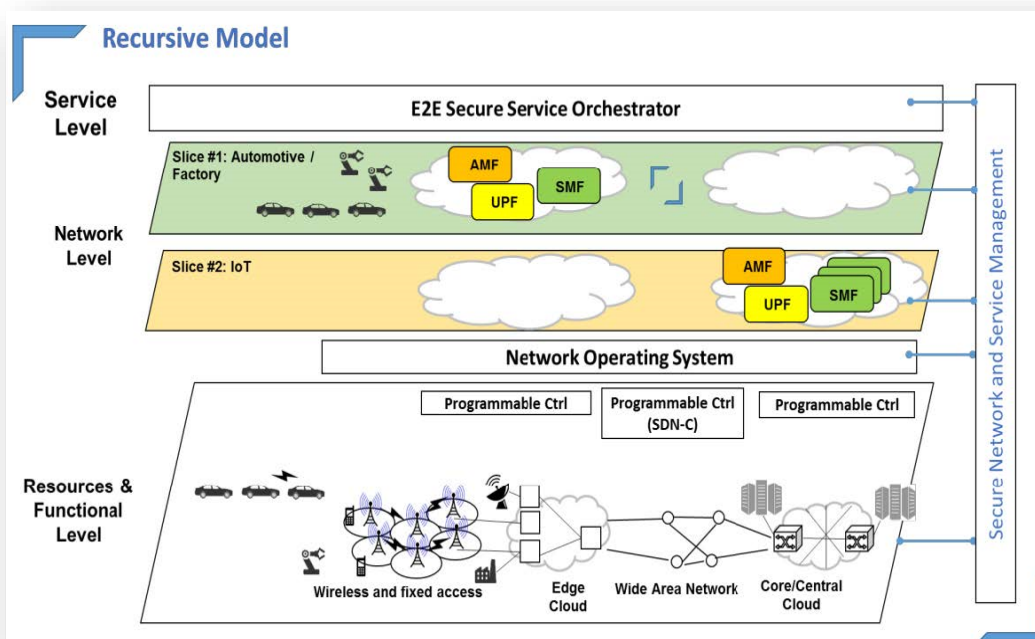 Recursive Model
Service
Level
E2E Secure Service Orchestrator
Slice #1: Automotive /
Factory
AMF
UPF
SMF
Network
Level
Slice #2: IoT
AMF
UPF
SMF
Network Operating System
Programmable Ctrl
Programmable Ctrl
(SDN-C)
Programmable Ctrl
Resources &
Functional
Level
Wireless and fixed access
Edge
Cloud
Wide Area Network
Core/Central
Cloud
Secure Network and Service Management